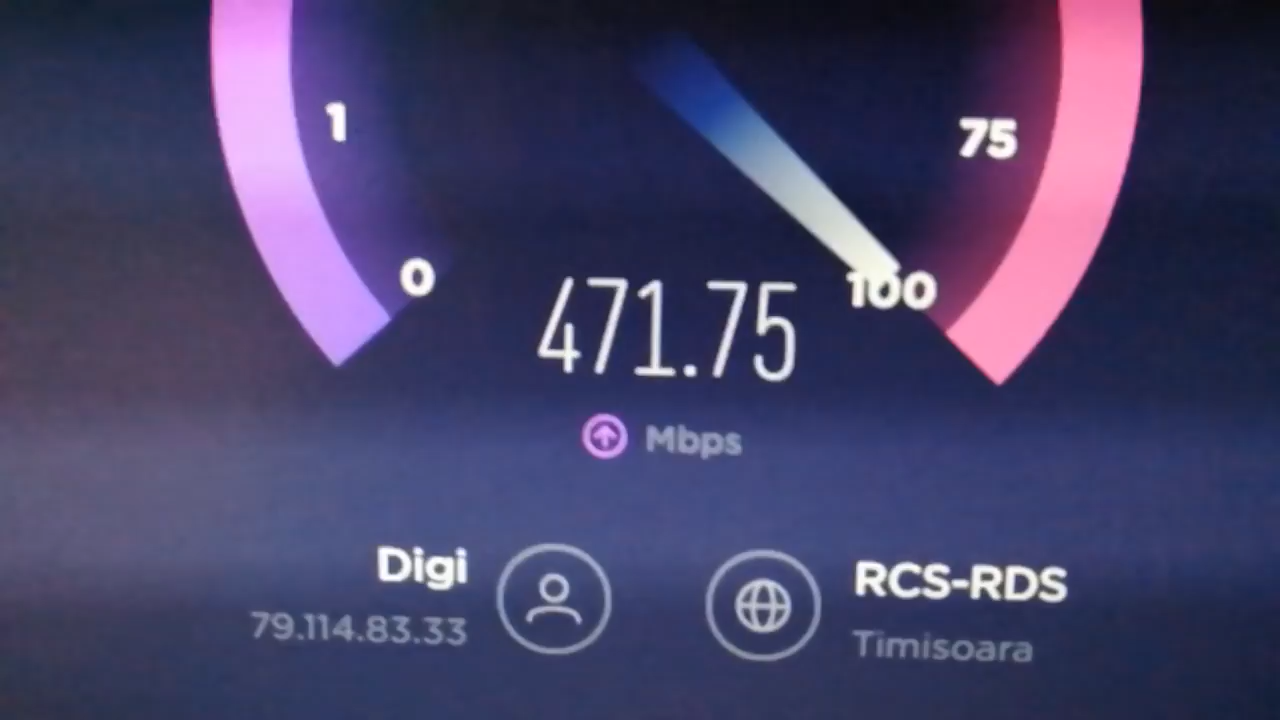 1
75
0
100
471.75
Mbps
Digi
79.114.83.33
RCS-RDS
Timisoara